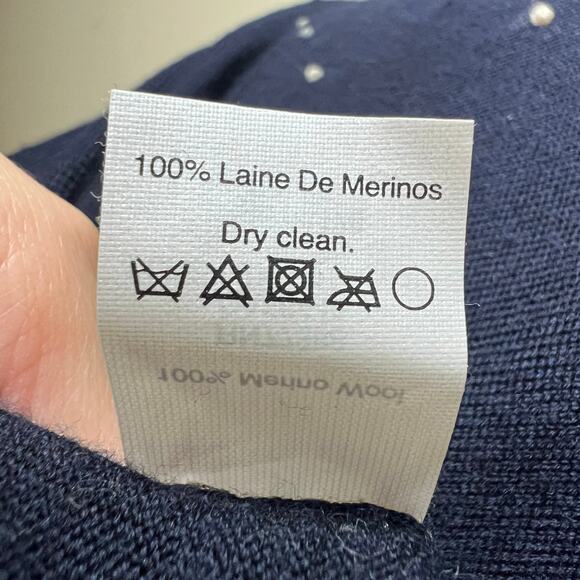 100% Laine De Merinos
Dry clean.
100% Merino Wool